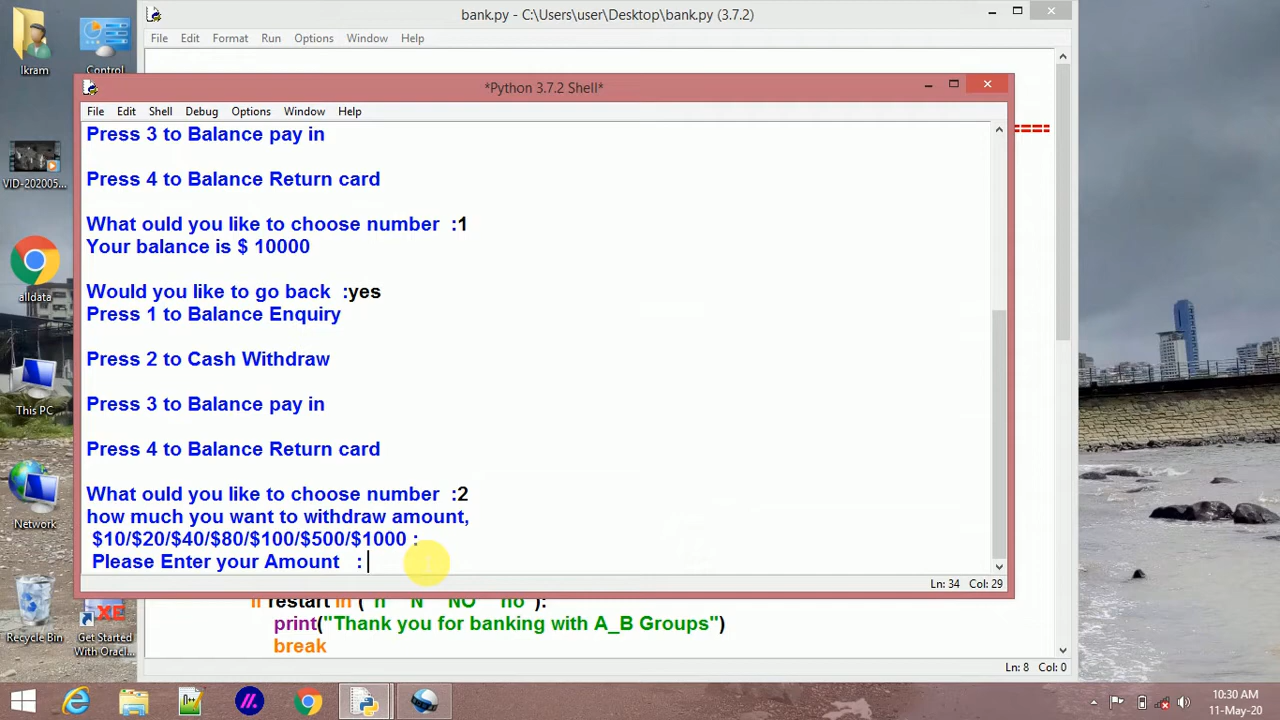 bank.py - C:\Users\user\Desktop\bank.py (3.7.2)
File Edit Format Run Options Window Help
*Python 3.7.2 Shell*
File Edit Shell Debug Options Window Help
Press 3 to Balance pay in
Press 4 to Balance Return card
What ould you like to choose number :1
Your balance is $ 10000
Would you like to go back :yes
Press 1 to Balance Enquiry
Press 2 to Cash Withdraw
Press 3 to Balance pay in
Press 4 to Balance Return card
What ould you like to choose number :2
how much you want to withdraw amount,
$10/$20/$40/$80/$100/$500/$1000 :
Please Enter your Amount :
Ln: 34 Col: 29
====
if restart in ('n' 'N' 'NO' 'no'):
print("Thank you for banking with A_B Groups")
break
Ln: 8 Col: 0
Ikram
Control
VID-202005...
alldata
This PC
Network
Recycle Bin
XE
Get Started
With Oracl...
10:30 AM
11-May-20